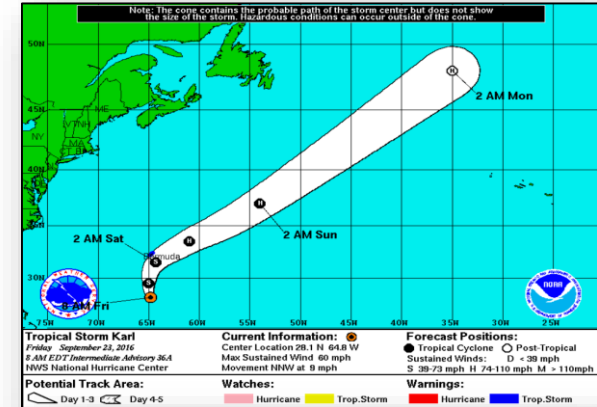 Note: The cone contains the probable path of the storm center but does not show
the size of the storm. Hazardous conditions can occur outside of the cone.
50N
45N
35N
30N
ME
VT NH
NY
MA
CT
2 AM Mon
2 AM Sun
2 AM Sat
Bermuda
8 AM Fri
H
H
H
S
S
NOAA
75W 70W 65W 60W 55W 50W 45W 40W 35W 30W 25W
Tropical Storm Karl
Friday September 23, 2016
8 AM EDT Intermediate Advisory 36A
NWS National Hurricane Center
Current Information:
Center Location 28.1 N 64.8 W
Max Sustained Wind 60 mph
Movement NNW at 9 mph
Forecast Positions:
Tropical Cyclone Post-Tropical
Sustained Winds: D < 39 mph
S 39-73 mph H 74-110 mph M > 110mph
Potential Track Area:
Day 1-3 Day 4-5
Watches:
Hurricane Trop.Storm
Warnings:
Hurricane Trop.Storm